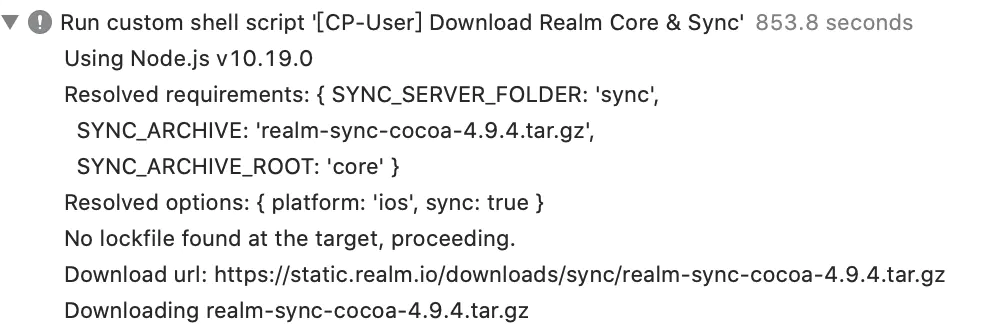 Run custom shell script '[CP-User] Download Realm Core & Sync' 853.8 seconds
Using Node.js v10.19.0
Resolved requirements: { SYNC_SERVER_FOLDER: 'sync',
SYNC_ARCHIVE: 'realm-sync-cocoa-4.9.4.tar.gz',
SYNC_ARCHIVE_ROOT: 'core' }
Resolved options: { platform: 'ios', sync: true }
No lockfile found at the target, proceeding.
Download url: https://static.realm.io/downloads/sync/realm-sync-cocoa-4.9.4.tar.gz
Downloading realm-sync-cocoa-4.9.4.tar.gz